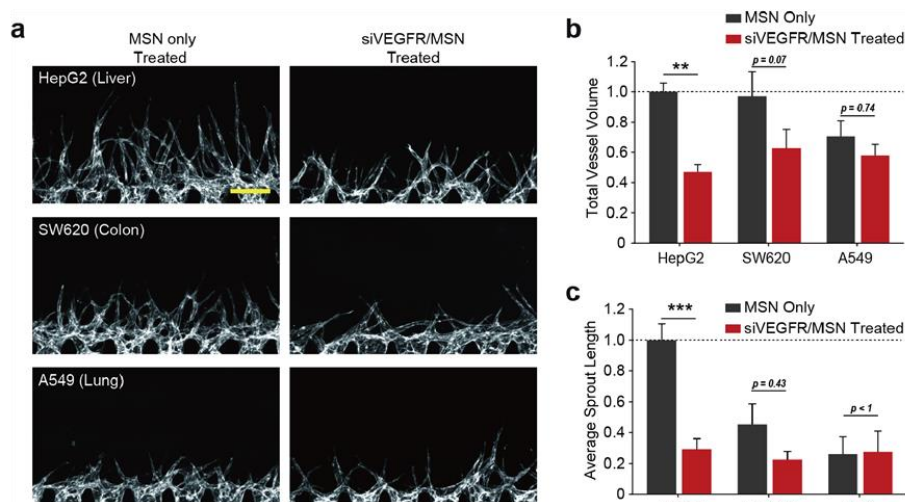 a
MSN only
Treated
siVEGFR/MSN
Treated
HepG2 (Liver)
SW620 (Colon)
A549 (Lung)
b
MSN Only
siVEGFR/MSN Treated
Total Vessel Volume
1.2
1.0
0.8
0.6
0.4
0.2
0
**
p = 0.07
p = 0.74
HepG2
SW620
A549
c
MSN Only
siVEGFR/MSN Treated
Average Sprout Length
1.2
1.0
0.8
0.6
0.4
0.2
0
***
p = 0.43
p < 1